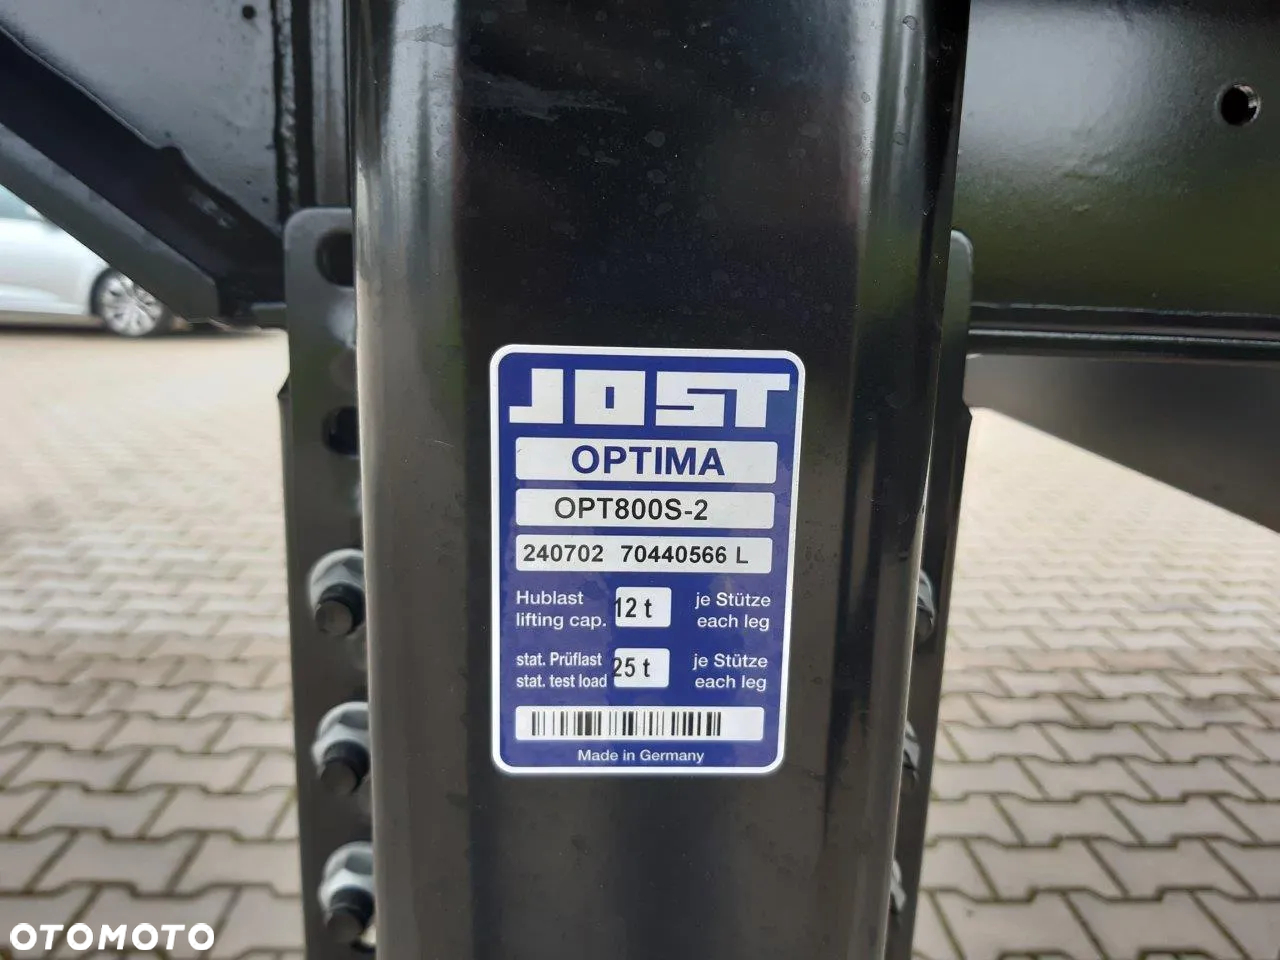 JOST
OPTIMA
OPT800S-2
240702 70440566 L
Hublast
lifting cap.
12 t
je Stütze
each leg
stat. Prüflast
stat. test load
25 t
je Stütze
each leg
Made in Germany
OTOMOTO